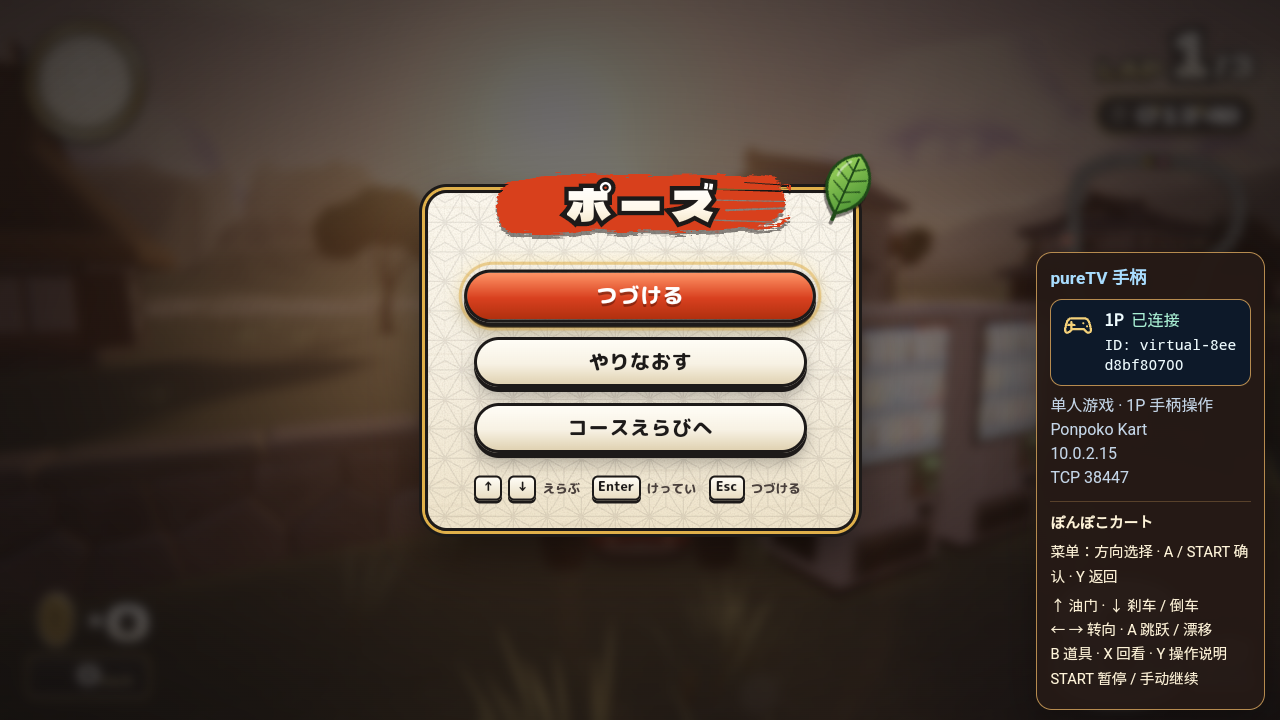 1
ポーズ
つづける
やりなおす
コースえらびへ
↑ ↓ えらぶ Enter けってい Esc つづける
pureTV 手柄
1P 已连接
ID: virtual-8ee
d8bf80700
单人游戏 · 1P 手柄操作
Ponpoko Kart
10.0.2.15
TCP 38447
ぽんぽこカート
菜单：方向选择 · A / START 确
认 · Y 返回
↑ 油门 · ↓ 刹车 / 倒车
← → 转向 · A 跳跃 / 漂移
B 道具 · X 回看 · Y 操作说明
START 暂停 / 手动继续